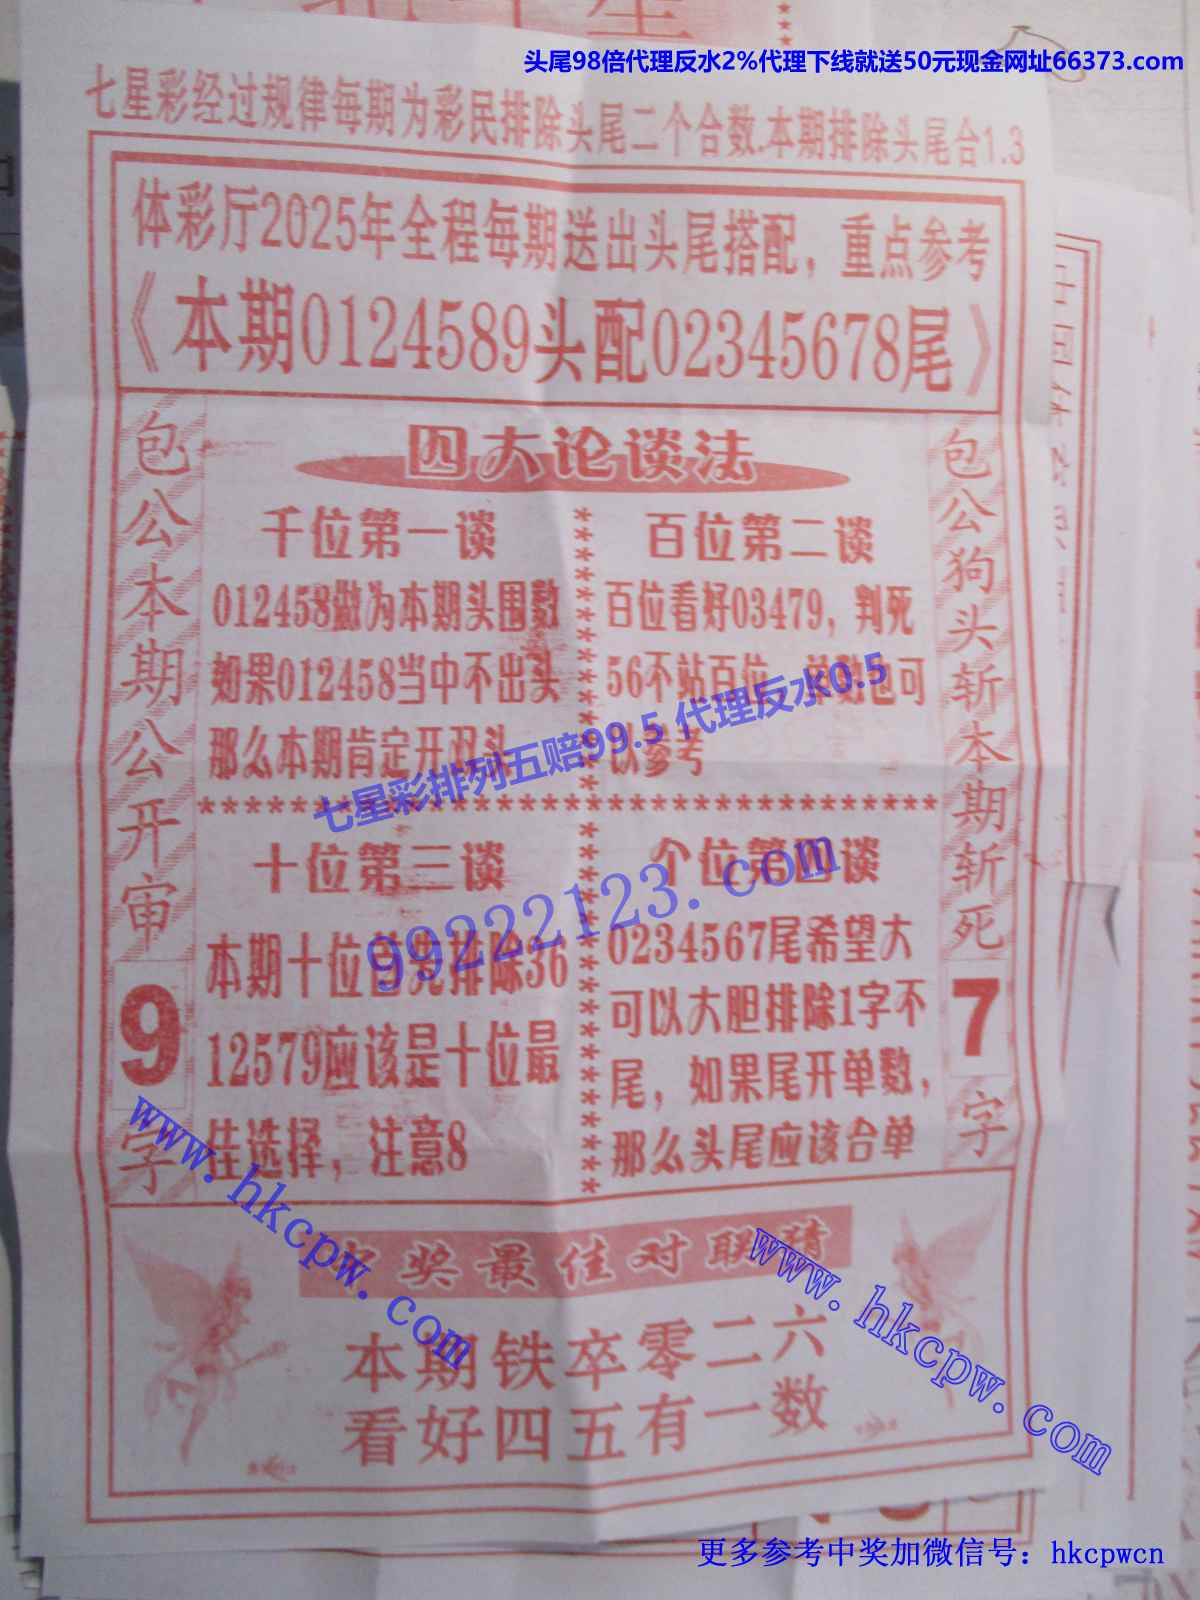 头尾98倍代理反水2%代理下线就送50元现金网址66373.com
七星彩经过规律每期为彩民排除头尾二个合数.本期排除头尾合1.3
体彩厅2025年全程每期送出头尾搭配，重点参考
《本期0124589头配02345678尾》
四大论谈法
包公本期公开审
9
字
千位第一谈
012458做为本期头围数
如果012458当中不出头
那么本期肯定开双头
百位第二谈
百位看好03479，判死
56不站百位，单数也可
以参考
七星彩排列五赔99.5 代理反水0.5
********************************
十位第三谈
本期十位首先排除36
12579应该是十位最
佳选择，注意8
个位第四谈
0234567尾希望大
可以大胆排除1字不
尾，如果尾开单数，
那么头尾应该合单
99222123.com
包公狗头斩本期斩死
7
字
www.hkcpw.com
www.hkcpw.com
奖最佳对联猜
本期铁卒零二六
看好四五有一数
更多参考中奖加微信号：hkcpwcn